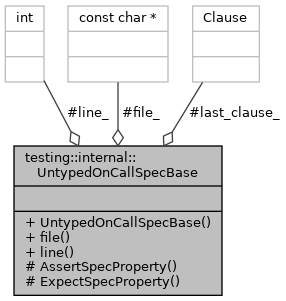 int
const char *
Clause
#line_
#file_
#last_clause_
testing::internal::
UntypedOnCallSpecBase
+ UntypedOnCallSpecBase()
+ file()
+ line()
# AssertSpecProperty()
# ExpectSpecProperty()